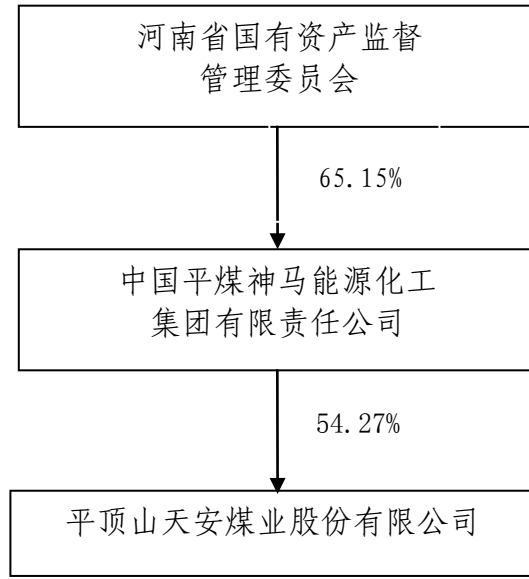 河南省国有资产监督
管理委员会
65.15%
中国平煤神马能源化工
集团有限责任公司
54.27%
平顶山天安煤业股份有限公司